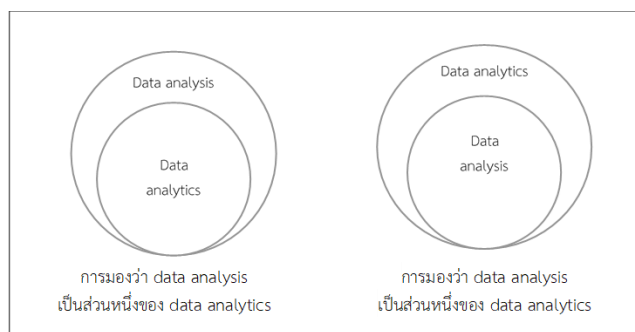 Data analysis
Data
analytics
การมองว่า data analysis
เป็นส่วนหนึ่งของ data analytics
Data analytics
Data
analysis
การมองว่า data analysis
เป็นส่วนหนึ่งของ data analytics